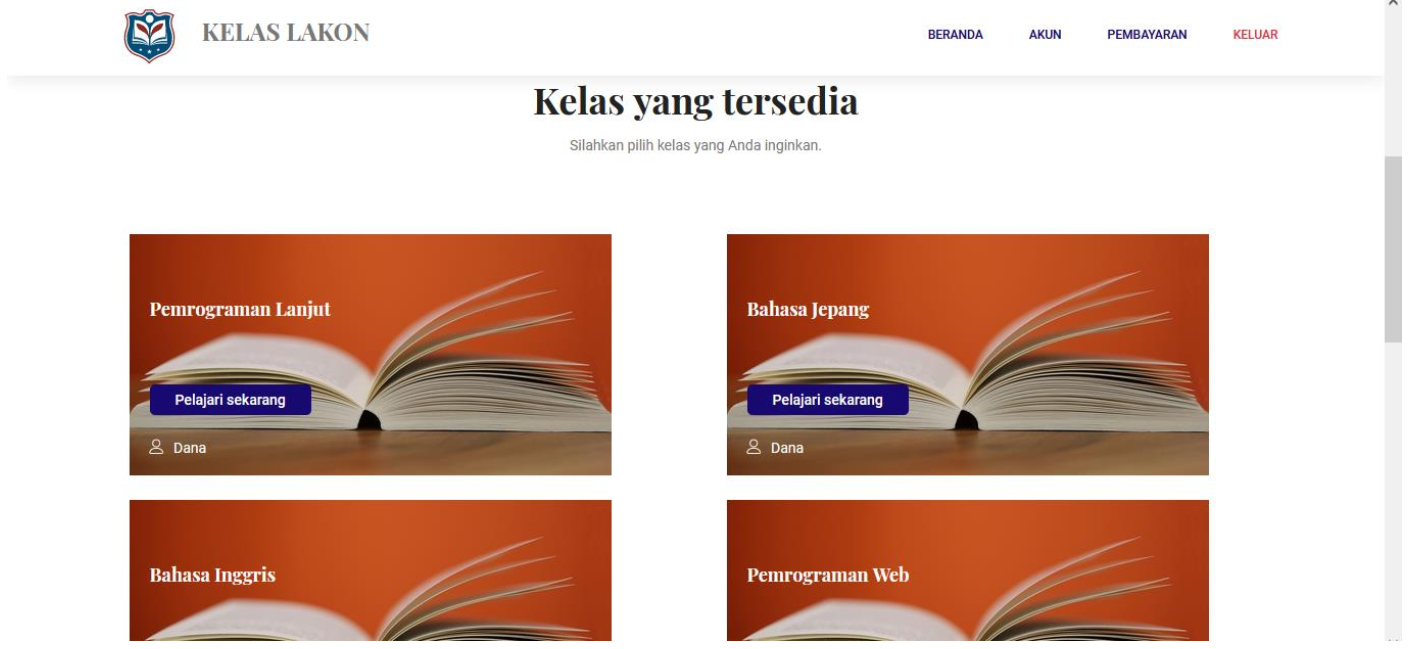 KELAS LAKON
BERANDA AKUN PEMBAYARAN KELUAR
Kelas yang tersedia
Silahkan pilih kelas yang Anda inginkan.
Pemrograman Lanjut
Pelajari sekarang
Dana
Bahasa Jepang
Pelajari sekarang
Dana
Bahasa Inggris
Pemrograman Web